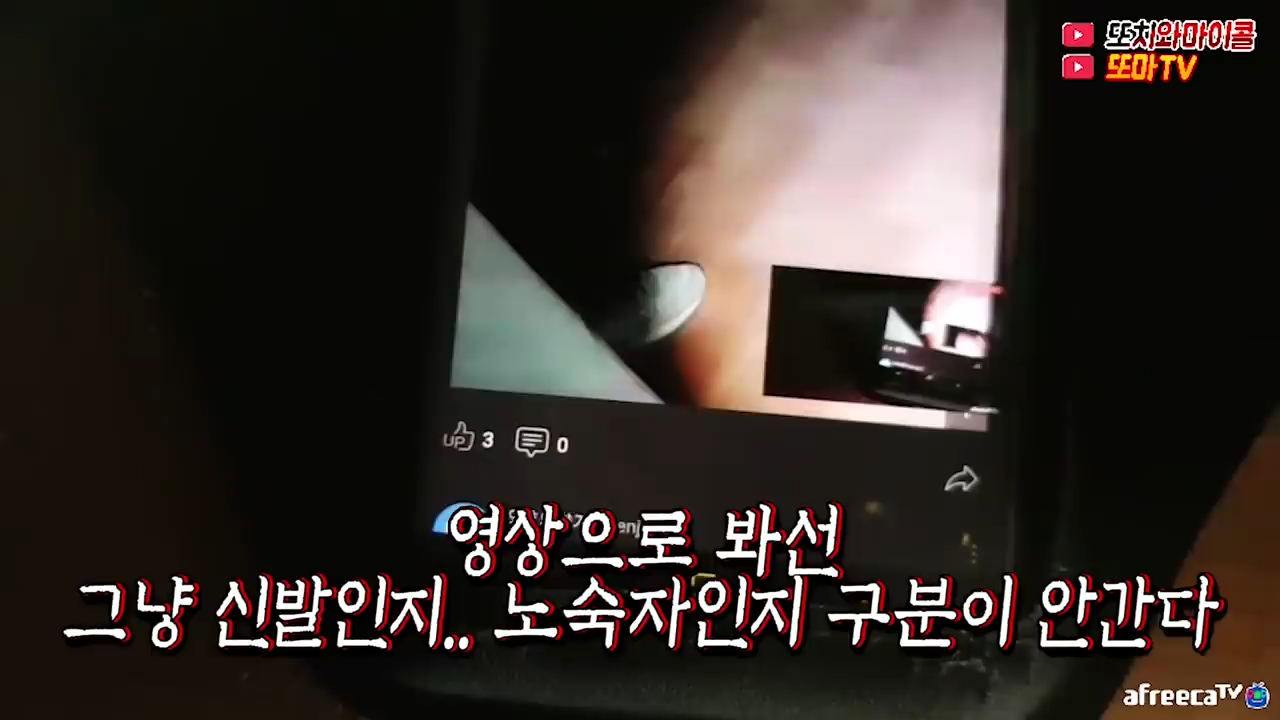 또치와마이콜
또마TV
UP 3 0
영상으로 봐선
그냥 신발인지.. 노숙자인지 구분이 안간다
afreecaTV